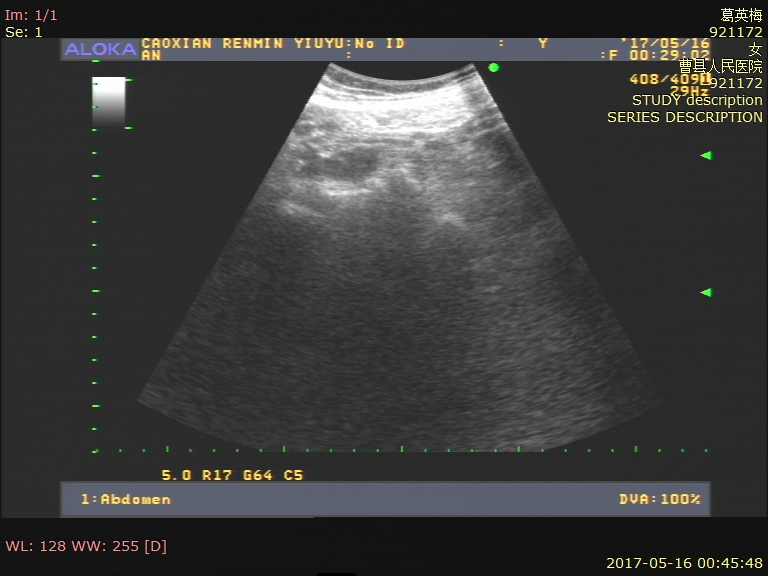 Im: 1/1
Se: 1
葛英梅
921172
女
曹县人民医院
921172
STUDY description
SERIES DESCRIPTION
ALOKA
CAOXIAN RENMIN YIUYU:No ID : Y '17/05/16
AN : :F 00:29:02
408/409
29Hz
5.0 R17 G64 C5
1:Abdomen DVA:100%
WL: 128 WW: 255 [D]
2017-05-16 00:45:48